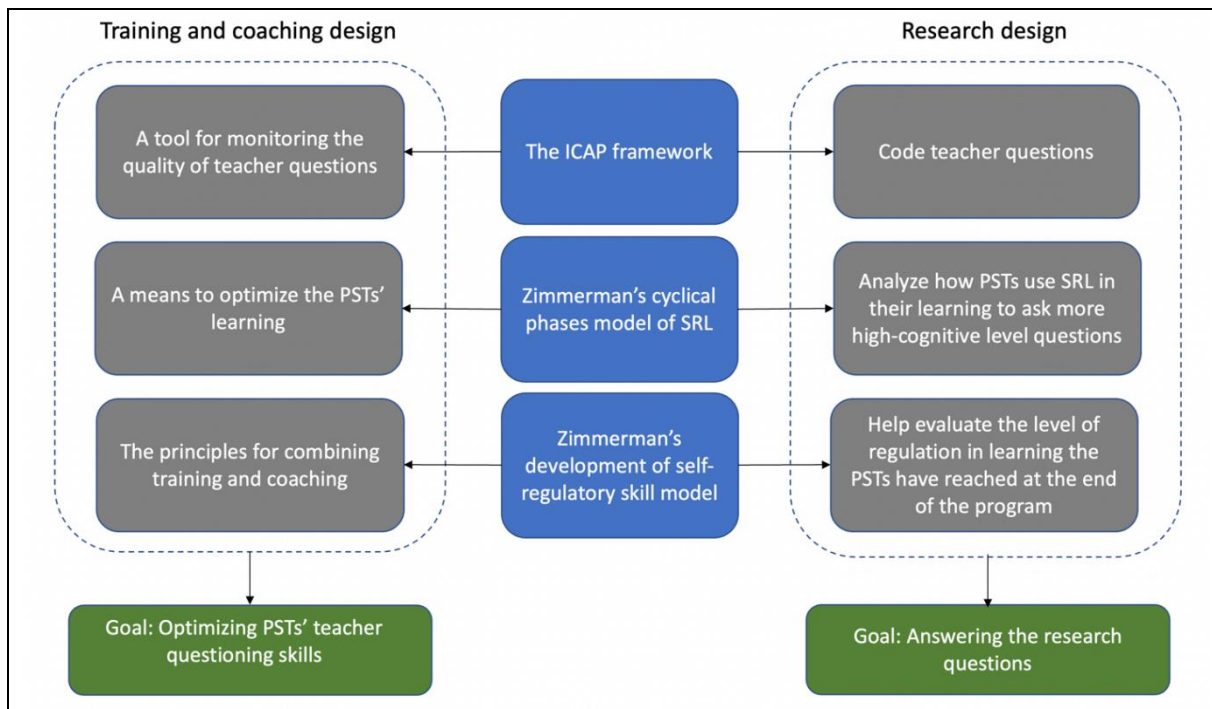 Training and coaching design
Research design
A tool for monitoring the
quality of teacher questions
The ICAP framework
Code teacher questions
A means to optimize the PSTs’
learning
Zimmerman’s cyclical
phases model of SRL
Analyze how PSTs use SRL in
their learning to ask more
high-cognitive level questions
The principles for combining
training and coaching
Zimmerman’s
development of self-
regulatory skill model
Help evaluate the level of
regulation in learning the
PSTs have reached at the end
of the program
Goal: Optimizing PSTs’ teacher
questioning skills
Goal: Answering the research
questions